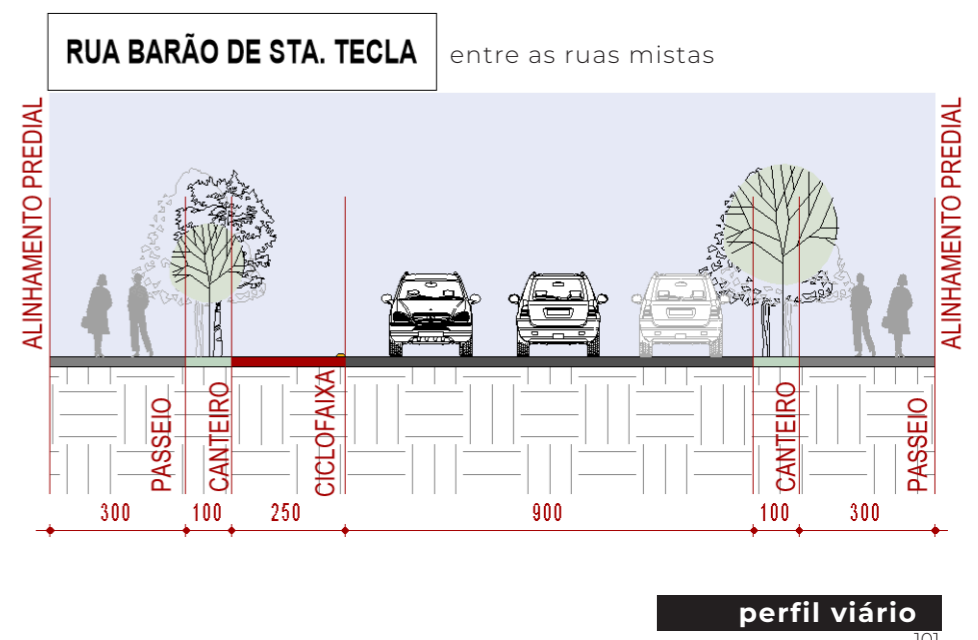 RUA BARÃO DE STA. TECLA
entre as ruas mistas
ALINHAMENTO PREDIAL
ALINHAMENTO PREDIAL
PASSEIO
CANTEIRO
CICLOFAIXA
CANTEIRO
PASSEIO
300 100 250 900 100 300
perfil viário
101